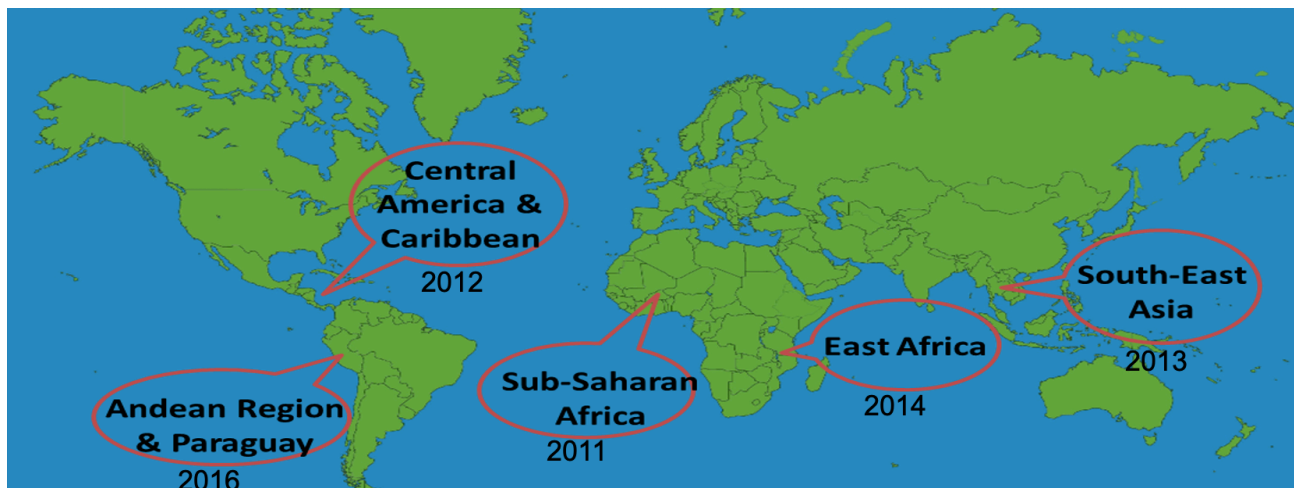 Central
America &
Caribbean
2012
South-East
Asia
2013
East Africa
2014
Sub-Saharan
Africa
2011
Andean Region
& Paraguay
2016